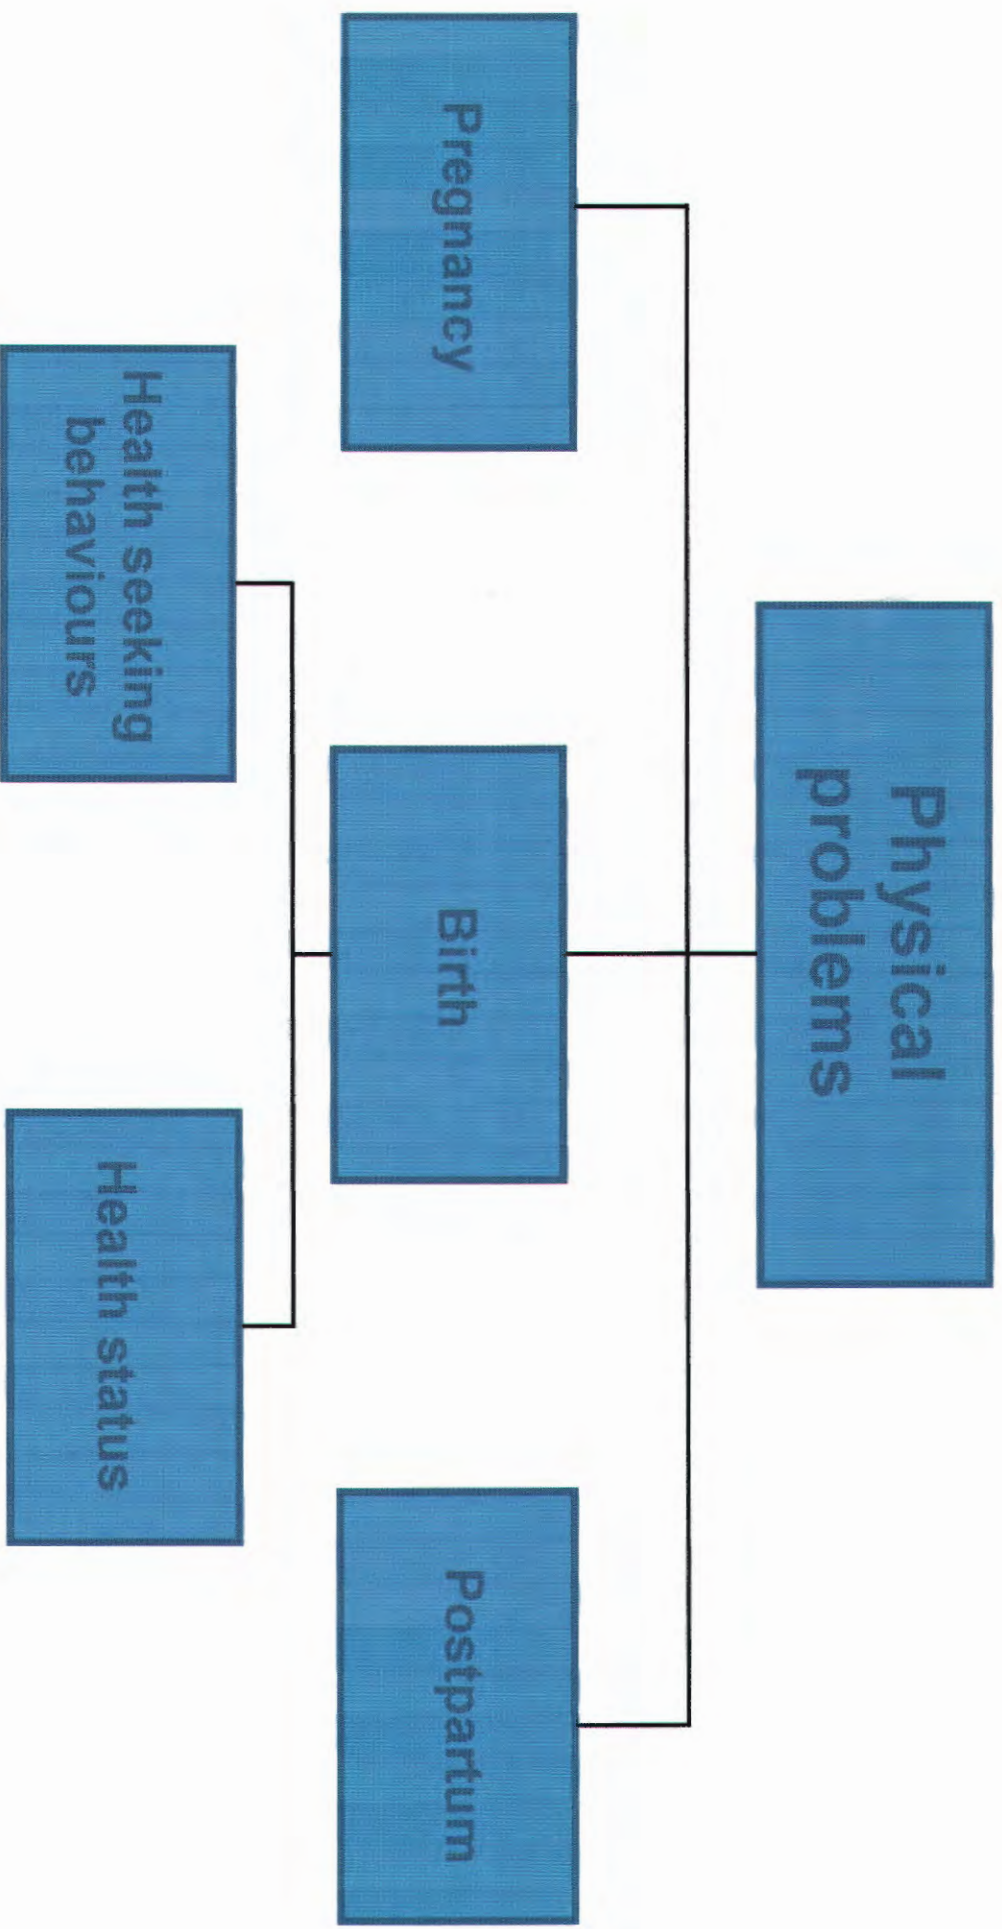 Physical
problems
Pregnancy
Birth
Postpartum
Health seeking
behaviours
Health status